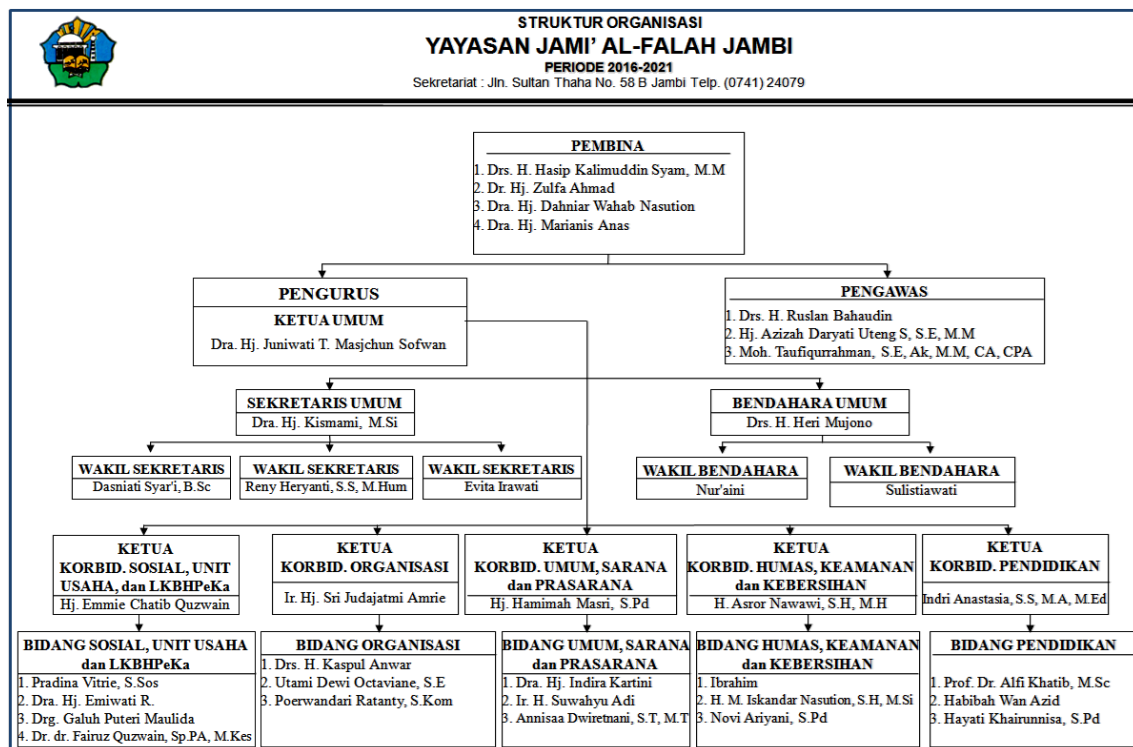 STRUKTUR ORGANISASI
YAYASAN JAMI' AL-FALAH JAMBI
PERIODE 2016-2021
Sekretariat : Jln. Sultan Thaha No. 58 B Jambi Telp. (0741) 24079
PEMBINA
1. Drs. H. Hasip Kalimuddin Syam, M.M
2. Dr. Hj. Zulfa Ahmad
3. Dra. Hj. Dahniar Wahab Nasution
4. Dra. Hj. Marianis Anas
PENGURUS
KETUA UMUM
Dra. Hj. Juniwati T. Masjchun Sofwan
PENGAWAS
1. Drs. H. Ruslan Bahaudin
2. Hj. Azizah Daryati Uteng S, S.E, M.M
3. Moh. Taufiqurrahman, S.E, Ak, M.M, CA, CPA
SEKRETARIS UMUM
Dra. Hj. Kismami, M.Si
BENDAHARA UMUM
Drs. H. Heri Mujono
WAKIL SEKRETARIS
Dasniati Syar'i, B.Sc
WAKIL SEKRETARIS
Reny Heryanti, S.S, M.Hum
WAKIL SEKRETARIS
Evita Irawati
WAKIL BENDAHARA
Nur'aini
WAKIL BENDAHARA
Sulistiawati
KETUA
KORBID. SOSIAL, UNIT
USAHA, dan LKBHPeKa
Hj. Emmie Chatib Quzwain
KETUA
KORBID. ORGANISASI
Ir. Hj. Sri Judajatmi Amrie
KETUA
KORBID. UMUM, SARANA
dan PRASARANA
Hj. Hamimah Masri, S.Pd
KETUA
KORBID. HUMAS, KEAMANAN
dan KEBERSIHAN
H. Asror Nawawi, S.H, M.H
KETUA
KORBID. PENDIDIKAN
Indri Anastasia, S.S, M.A, M.Ed
BIDANG SOSIAL, UNIT USAHA
dan LKBHPeKa
1. Pradina Vitrie, S.Sos
2. Dra. Hj. Emiwati R.
3. Drg. Galuh Puteri Maulida
4. Dr. dr. Fairuz Quzwain, Sp.PA, M.Kes
BIDANG ORGANISASI
1. Drs. H. Kaspul Anwar
2. Utami Dewi Octaviane, S.E
3. Poerwandari Ratanty, S.Kom
BIDANG UMUM, SARANA
dan PRASARANA
1. Dra. Hj. Indira Kartini
2. Ir. H. Suwahyu Adi
3. Annisaa Dwiretnani, S.T, M.T
BIDANG HUMAS, KEAMANAN
dan KEBERSIHAN
1. Ibrahim
2. H. M. Iskandar Nasution, S.H, M.Si
3. Novi Ariyani, S.Pd
BIDANG PENDIDIKAN
1. Prof. Dr. Alfi Khatib, M.Sc
2. Habibah Wan Azid
3. Hayati Khairunnisa, S.Pd